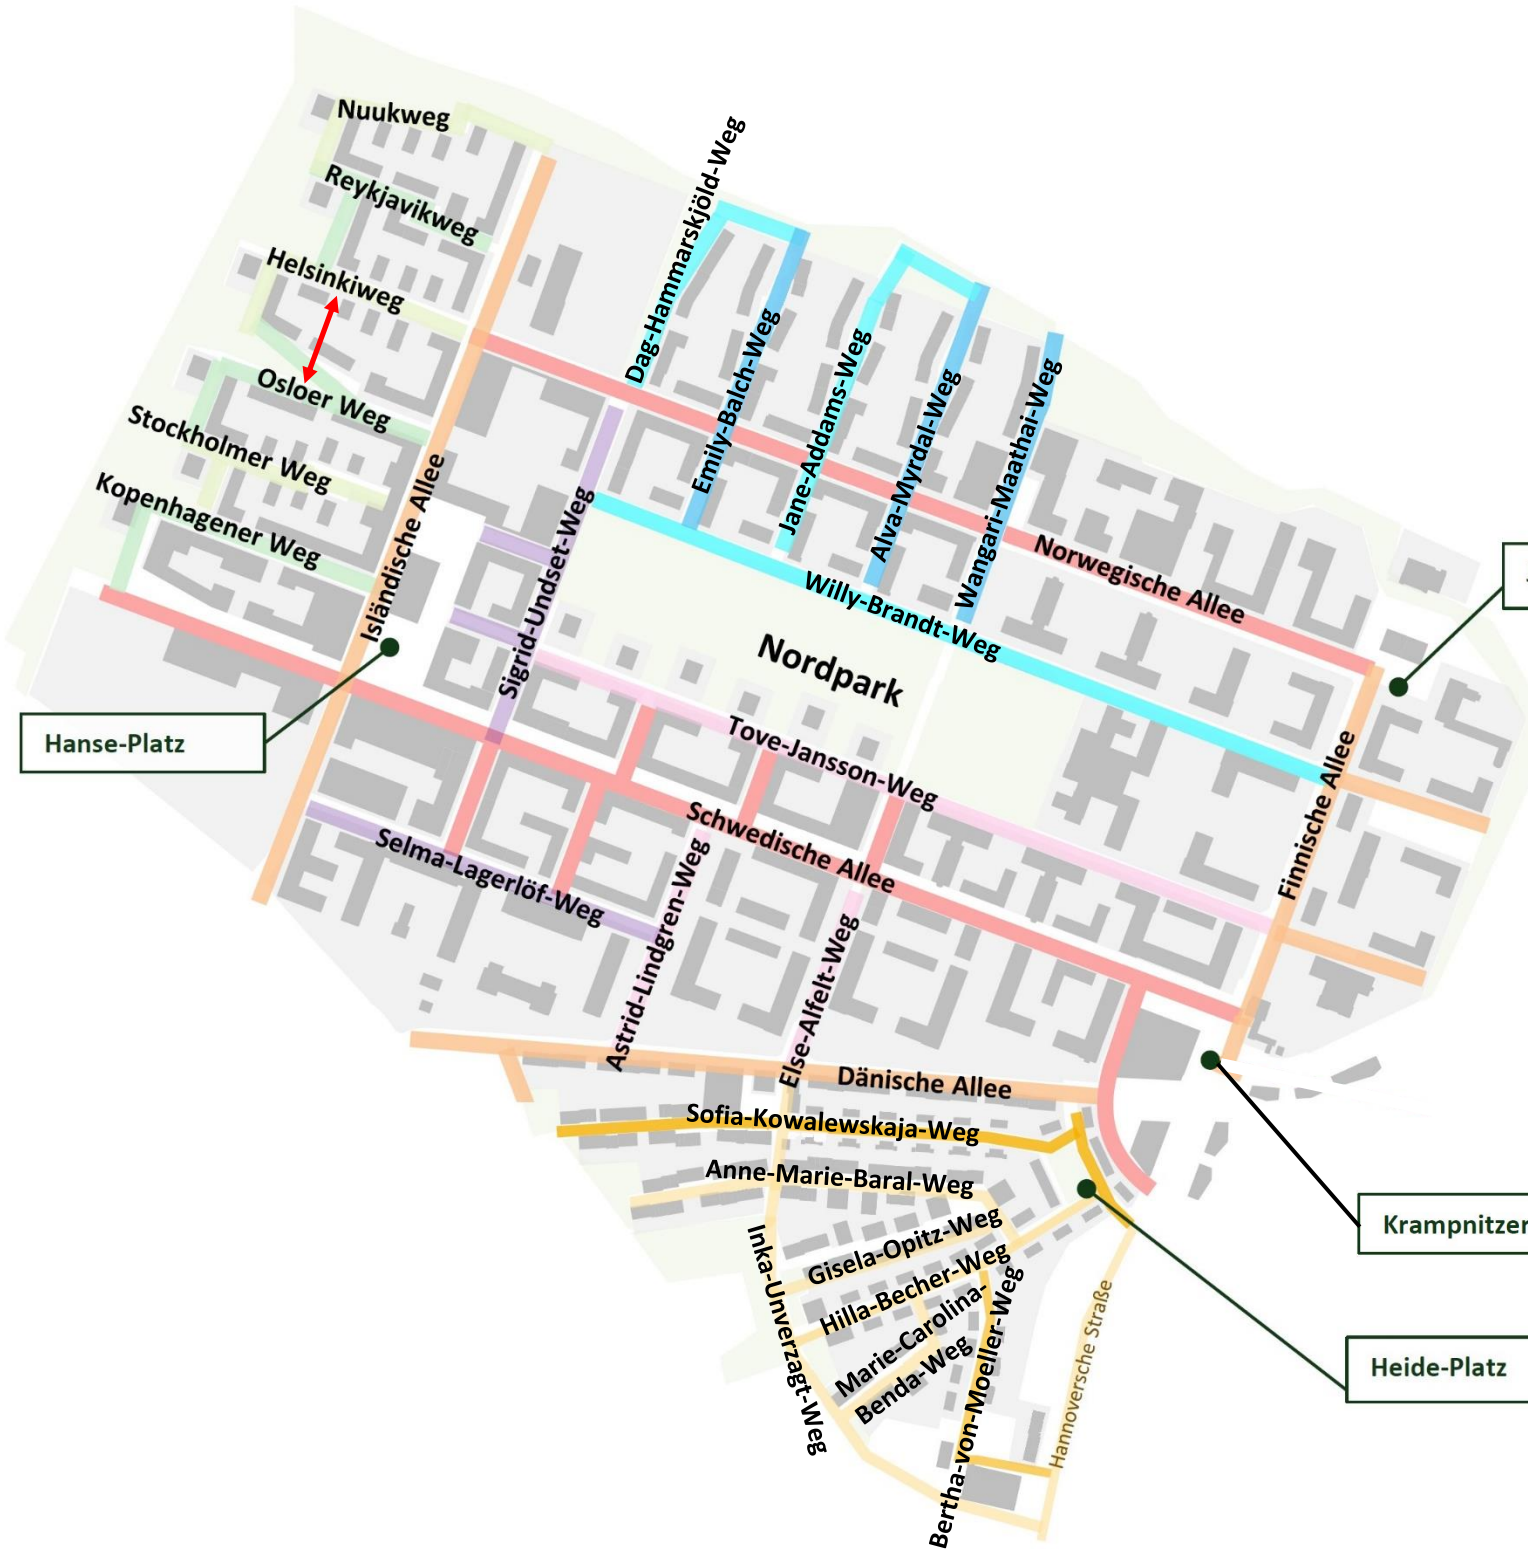 Nuukweg
Reykjavikweg
Helsinkiweg
Osloer Weg
Stockholmer Weg
Kopenhagener Weg
Isländische Allee
Dag-Hammarskjöld-Weg
Emily-Balch-Weg
Jane-Addams-Weg
Alva-Myrdal-Weg
Wangari-Maathai-Weg
Norwegische Allee
Willy-Brandt-Weg
Sigrid-Undset-Weg
Nordpark
Hanse-Platz
Tove-Jansson-Weg
Schwedische Allee
Finnische Allee
Selma-Lagerlöf-Weg
Astrid-Lindgren-Weg
Else-Alfelt-Weg
Dänische Allee
Sofia-Kowalewskaja-Weg
Anne-Marie-Baral-Weg
Krampnitzer
Gisela-Opitz-Weg
Hilla-Becher-Weg
Inka-Unverzagt-Weg
Marie-Carolina-
Benda-Weg
Bertha-von-Moeller-Weg
Hannoversche Straße
Heide-Platz